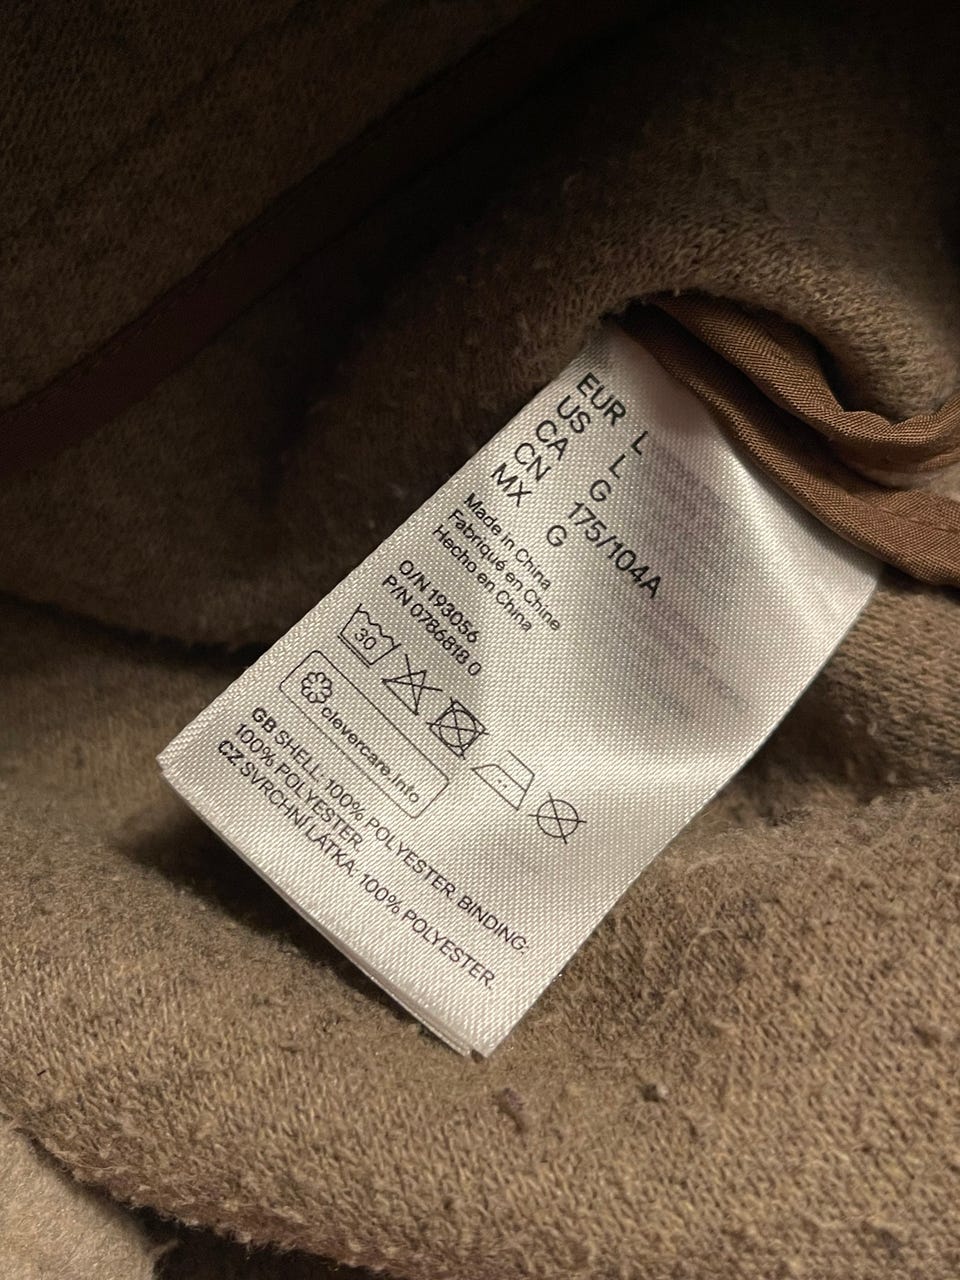 EUR L
US L
CA G
CN 175/104A
MX G
Made in China
Fabriqué en Chine
Hecho en China
O/N 193056
P/N 0786818 0
30
clevercare.info
GB SHELL: 100% POLYESTER. BINDING:
100% POLYESTER.
CZ SVRCHNÍ LÁTKA: 100% POLYESTER.